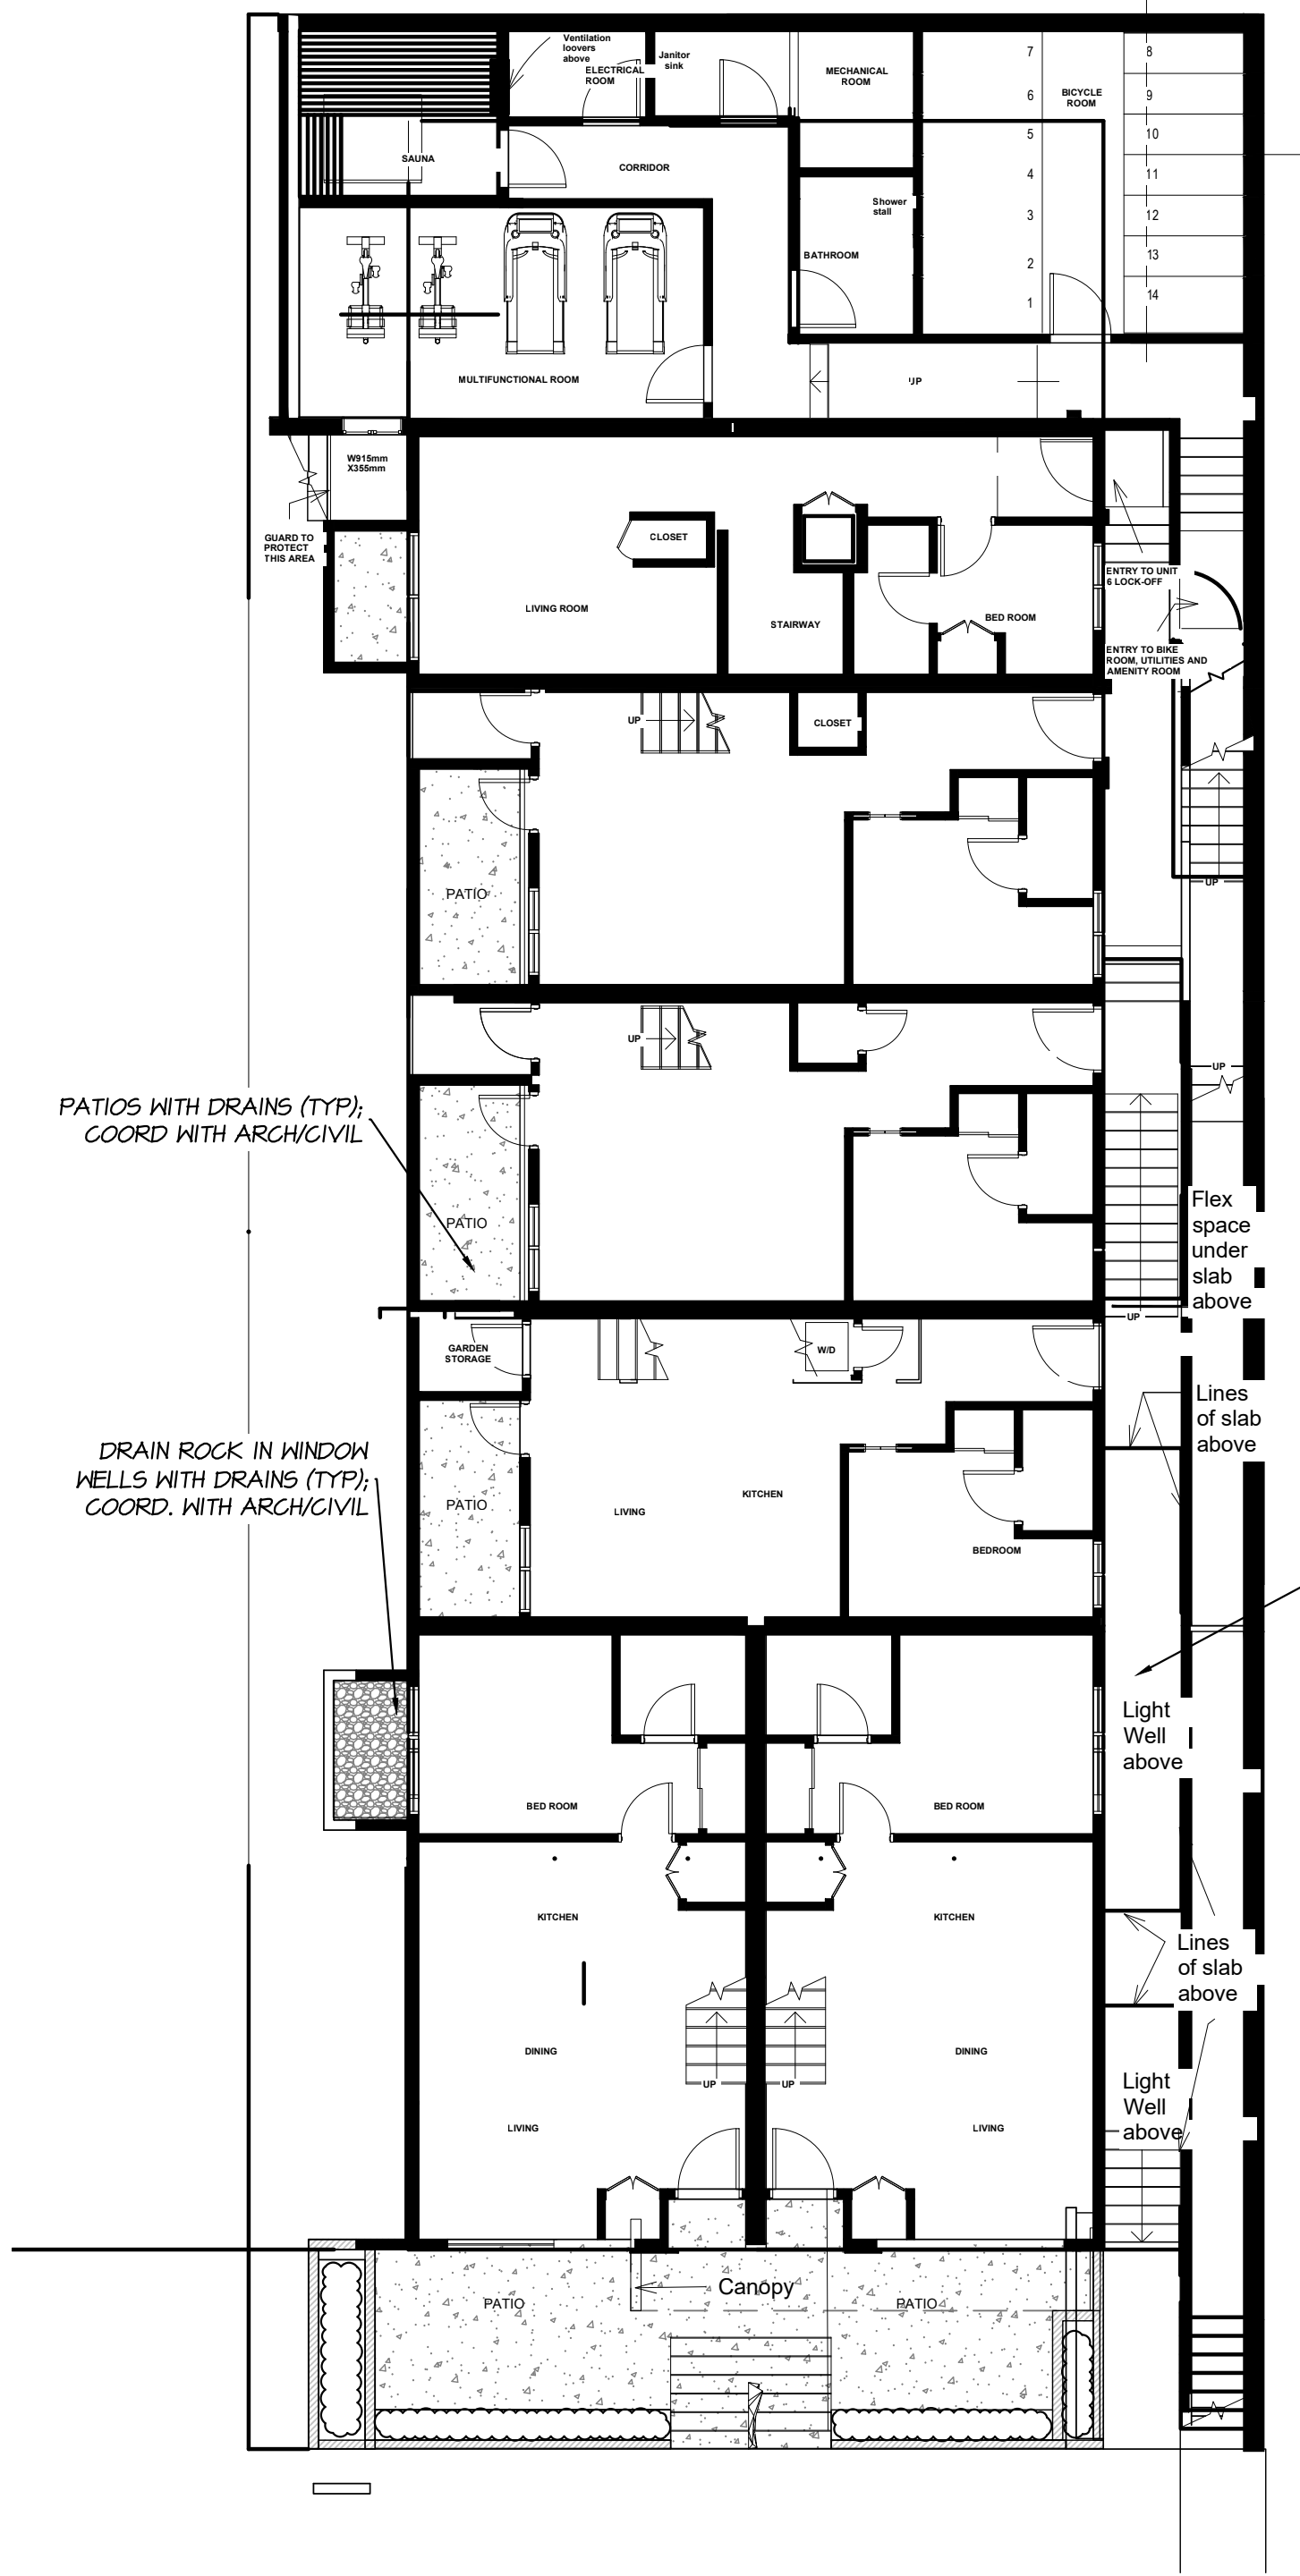 Ventilation
loovers
above
ELECTRICAL
ROOM
Janitor
sink
MECHANICAL
ROOM
7
8
6
BICYCLE
ROOM
9
5
10
SAUNA
CORRIDOR
4
11
Shower
stall
3
12
BATHROOM
2
13
1
14
MULTIFUNCTIONAL ROOM
UP
W915mm
X355mm
GUARD TO
PROTECT
THIS AREA
CLOSET
LIVING ROOM
STAIRWAY
BED ROOM
ENTRY TO UNIT
6 LOCK-OFF
ENTRY TO BIKE
ROOM, UTILITIES AND
AMENITY ROOM
UP
CLOSET
PATIO
UP
UP
UP
PATIOS WITH DRAINS (TYP);
COORD WITH ARCH/CIVIL
PATIO
Flex
space
under
slab
above
UP
GARDEN
STORAGE
W/D
Lines
of slab
above
DRAIN ROCK IN WINDOW
WELLS WITH DRAINS (TYP);
COORD. WITH ARCH/CIVIL
PATIO
LIVING
KITCHEN
BEDROOM
Light
Well
above
BED ROOM
BED ROOM
KITCHEN
KITCHEN
Lines
of slab
above
DINING
DINING
UP
UP
Light
Well
above
LIVING
LIVING
Canopy
PATIO
PATIO